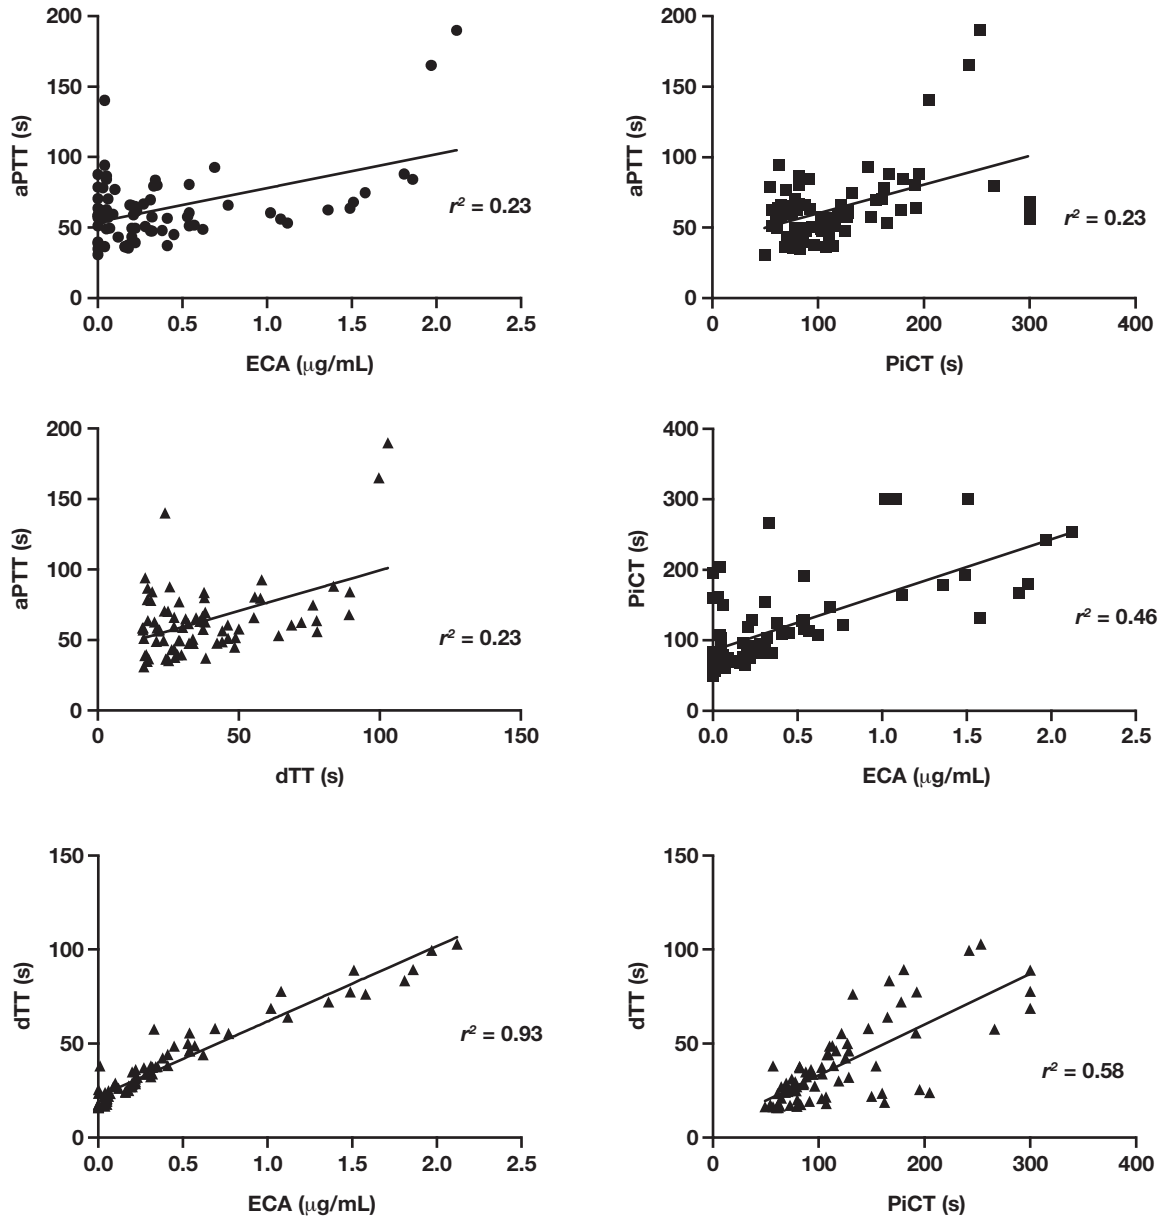 200
150
100
50
0
aPTT (s)
r² = 0.23
0.0 0.5 1.0 1.5 2.0 2.5
ECA (µg/mL)
200
150
100
50
0
aPTT (s)
r² = 0.23
0 100 200 300 400
PiCT (s)
200
150
100
50
0
aPTT (s)
r² = 0.23
0 50 100 150
dTT (s)
400
300
200
100
0
PiCT (s)
r² = 0.46
0.0 0.5 1.0 1.5 2.0 2.5
ECA (µg/mL)
150
100
50
0
dTT (s)
r² = 0.93
0.0 0.5 1.0 1.5 2.0 2.5
ECA (µg/mL)
150
100
50
0
dTT (s)
r² = 0.58
0 100 200 300 400
PiCT (s)